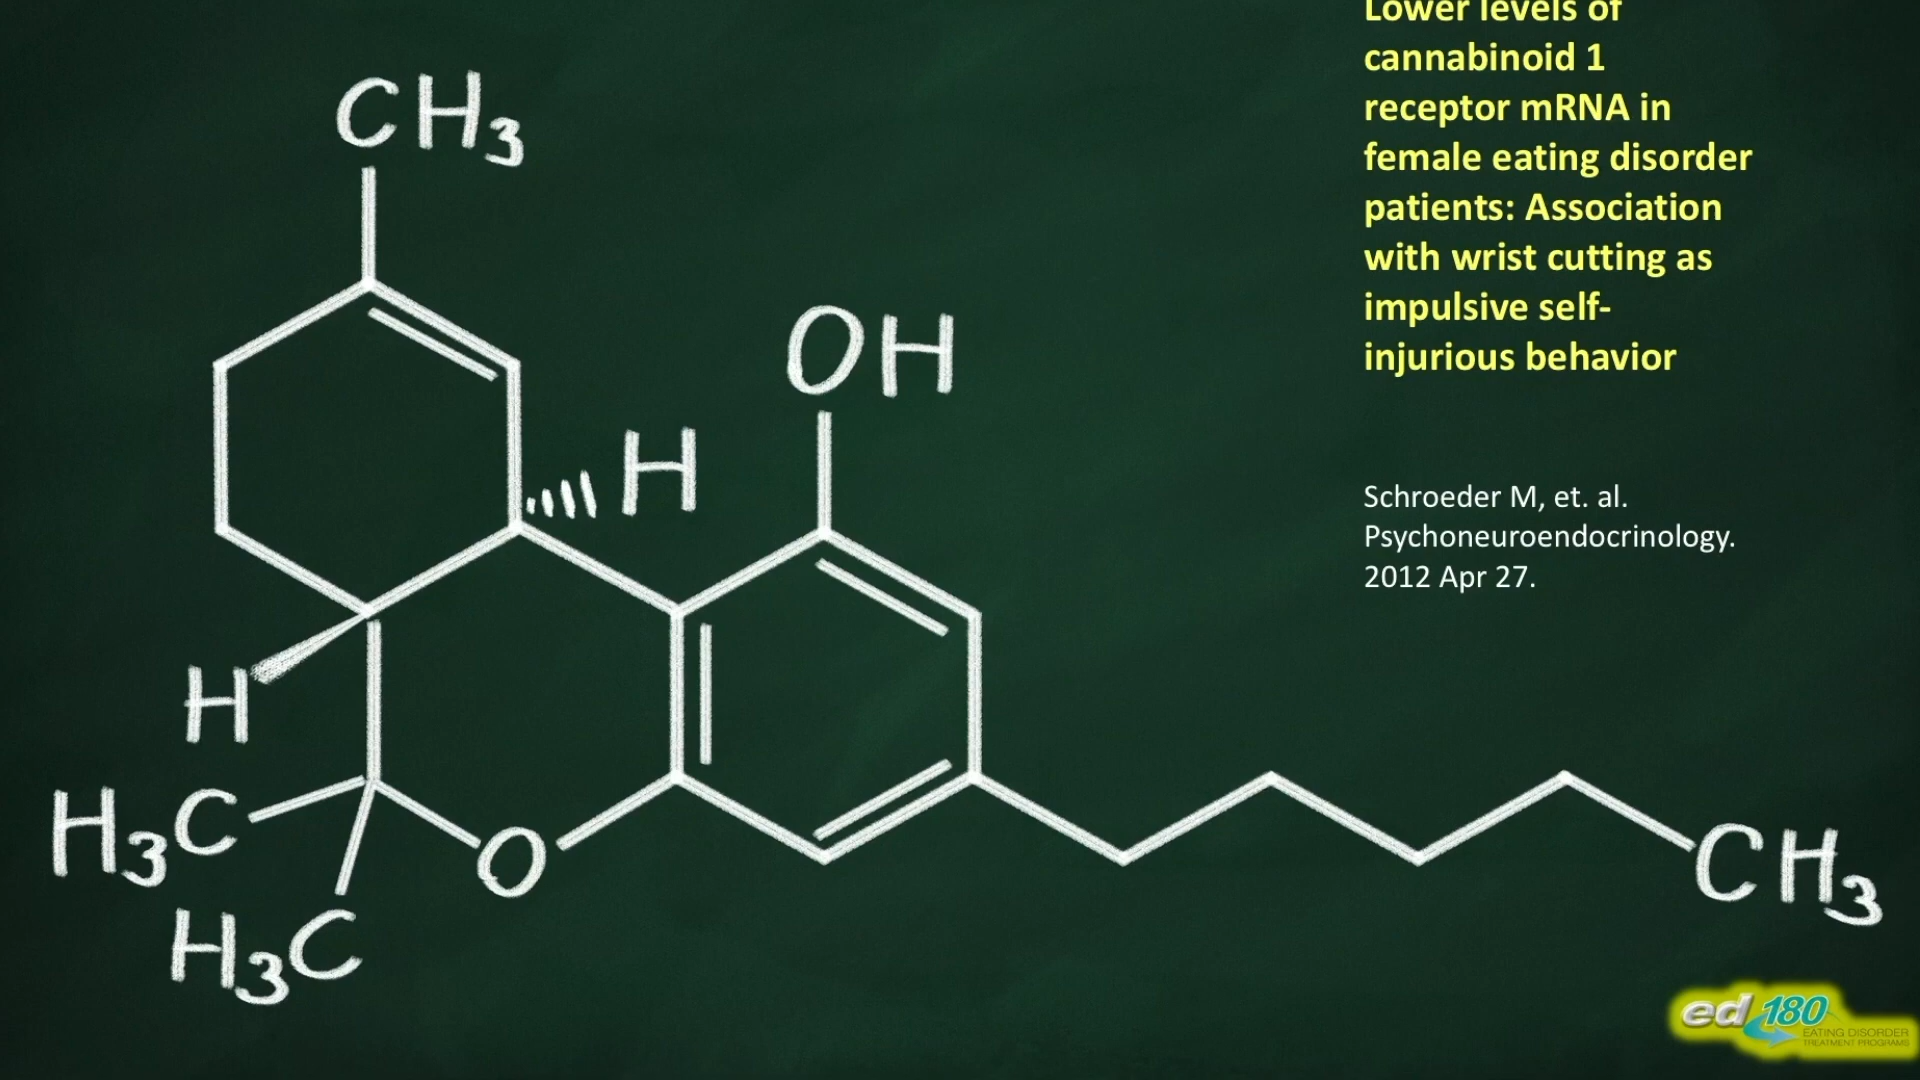 Lower levels of
cannabinoid 1
receptor mRNA in
female eating disorder
patients: Association
with wrist cutting as
impulsive self-
injurious behavior
Schroeder M, et. al.
Psychoneuroendocrinology.
2012 Apr 27.
CH3
OH
H
H
H3C
O
H3C
CH3
ed 180
EATING DISORDER
TREATMENT PROGRAMS